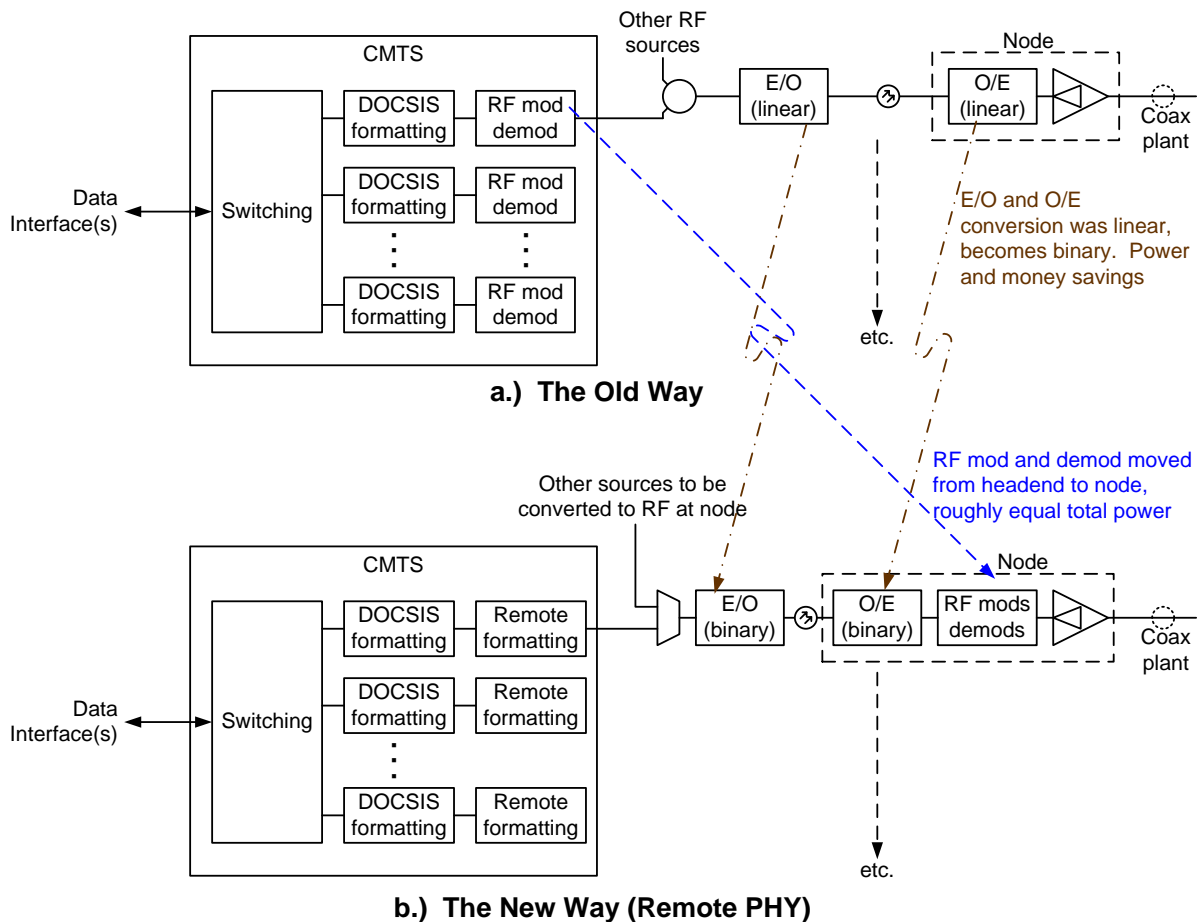 Other RF
sources
Node
CMTS
E/O
(linear)
O/E
(linear)
DOCSIS
formatting
RF mod
demod
Coax
plant
Data
Interface(s)
Switching
DOCSIS
formatting
RF mod
demod
E/O and O/E
conversion was linear,
becomes binary.  Power
and money savings
DOCSIS
formatting
RF mod
demod
etc.
a.)  The Old Way
Other sources to be
converted to RF at node
RF mod and demod moved
from headend to node,
roughly equal total power
CMTS
Node
DOCSIS
formatting
Remote
formatting
E/O
(binary)
O/E
(binary)
RF mods
demods
Coax
plant
Data
Interface(s)
Switching
DOCSIS
formatting
Remote
formatting
DOCSIS
formatting
Remote
formatting
etc.
b.)  The New Way (Remote PHY)